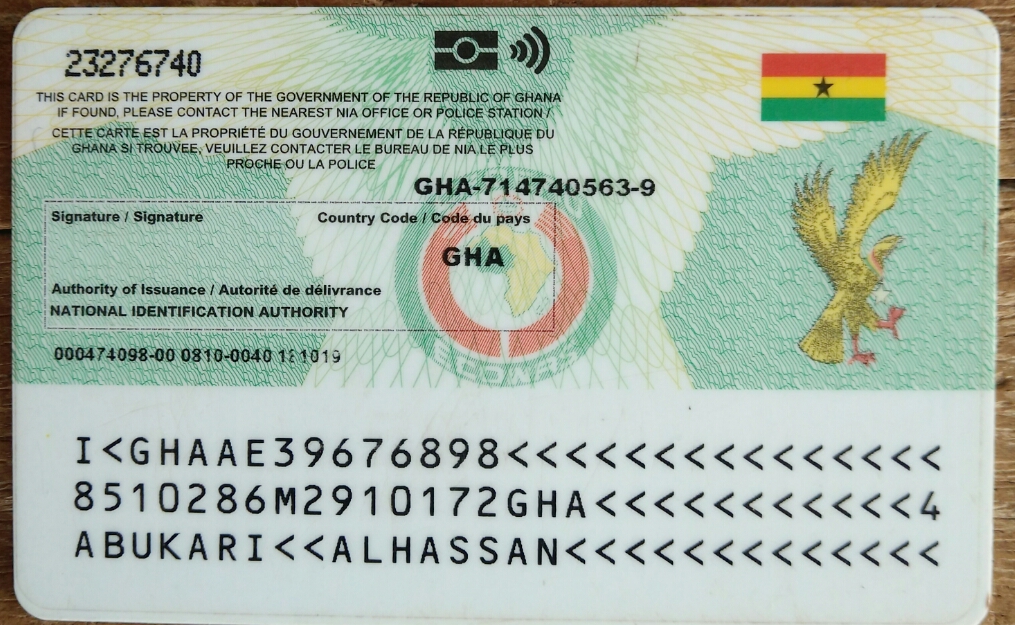 23276740
THIS CARD IS THE PROPERTY OF THE GOVERNMENT OF THE REPUBLIC OF GHANA
IF FOUND, PLEASE CONTACT THE NEAREST NIA OFFICE OR POLICE STATION /
CETTE CARTE EST LA PROPRIÉTÉ DU GOUVERNEMENT DE LA RÉPUBLIQUE DU
GHANA SI TROUVEE, VEUILLEZ CONTACTER LE BUREAU DE NIA LE PLUS
PROCHE OU LA POLICE
GHA-714740563-9
Signature / Signature
Country Code / Code du pays
GHA
Authority of Issuance / Autorité de délivrance
NATIONAL IDENTIFICATION AUTHORITY
000474098-00 0810-0040
I<GHAAE39676898<<<<<<<<<<<<<<<
8510286M2910172GHA<<<<<<<<<<<4
ABUKARI<<ALHASSAN<<<<<<<<<<<<<